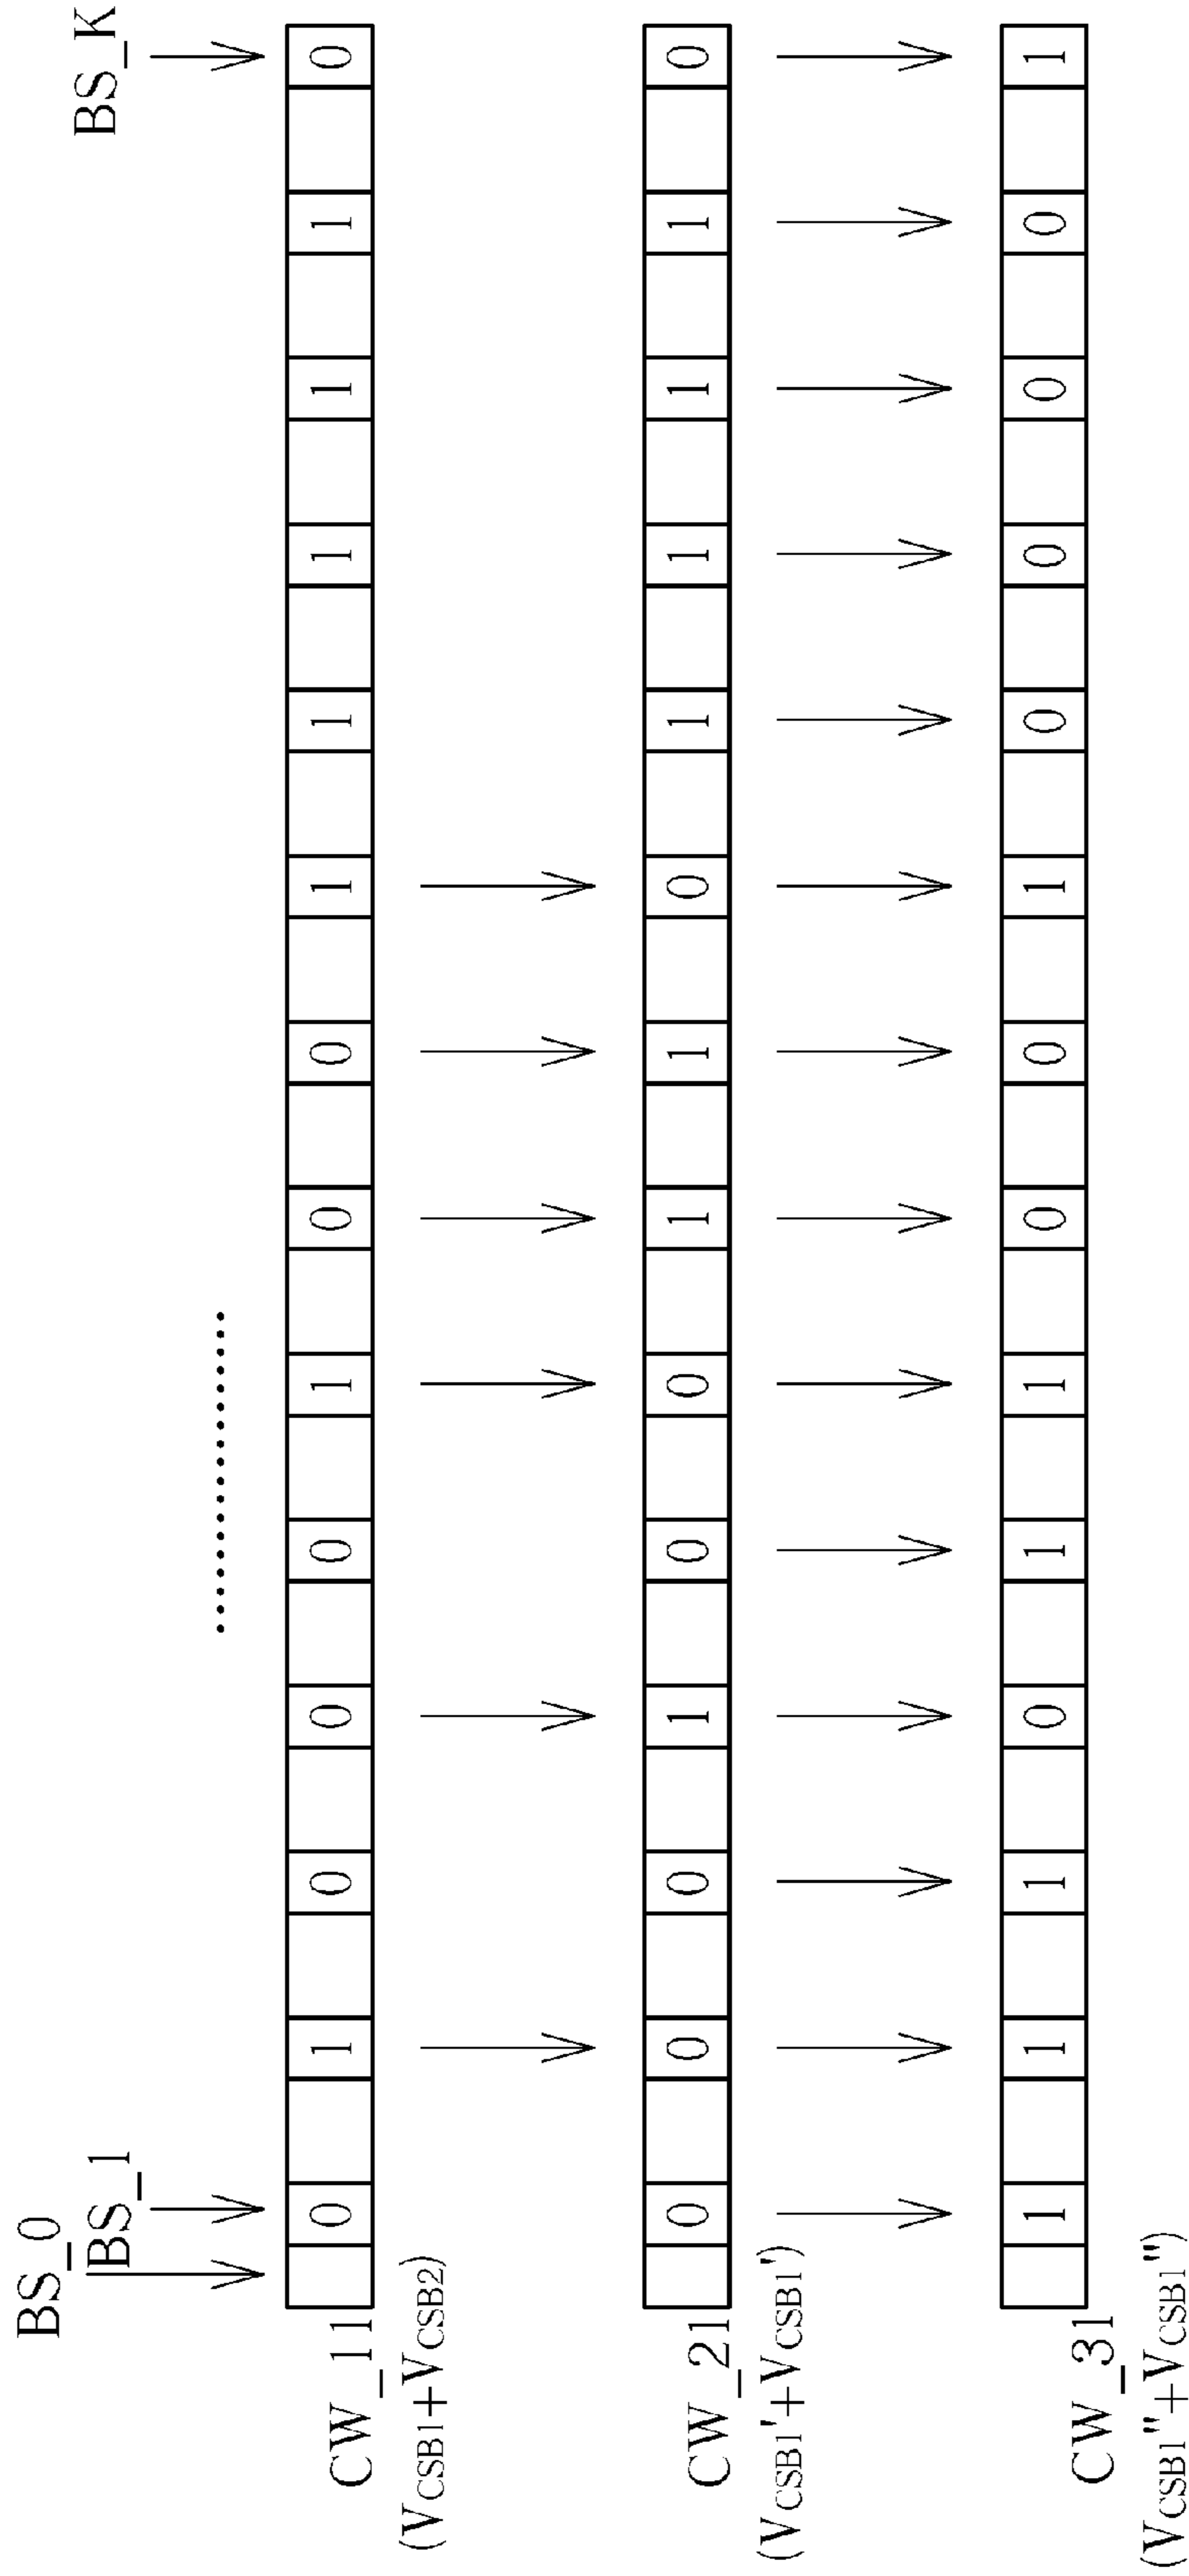 BS_0
BS_1
BS_K
0 1 0 0 0 1 0 0 1 1 1 1 1 0
CW_11
(VCSB1+VCSB2)
0 0 0 1 0 0 1 1 0 1 1 1 1 0
CW_21
(VCSB1'+VCSB1')
1 1 1 0 1 1 0 0 1 0 0 0 0 1
CW_31
(VCSB1"+VCSB1")